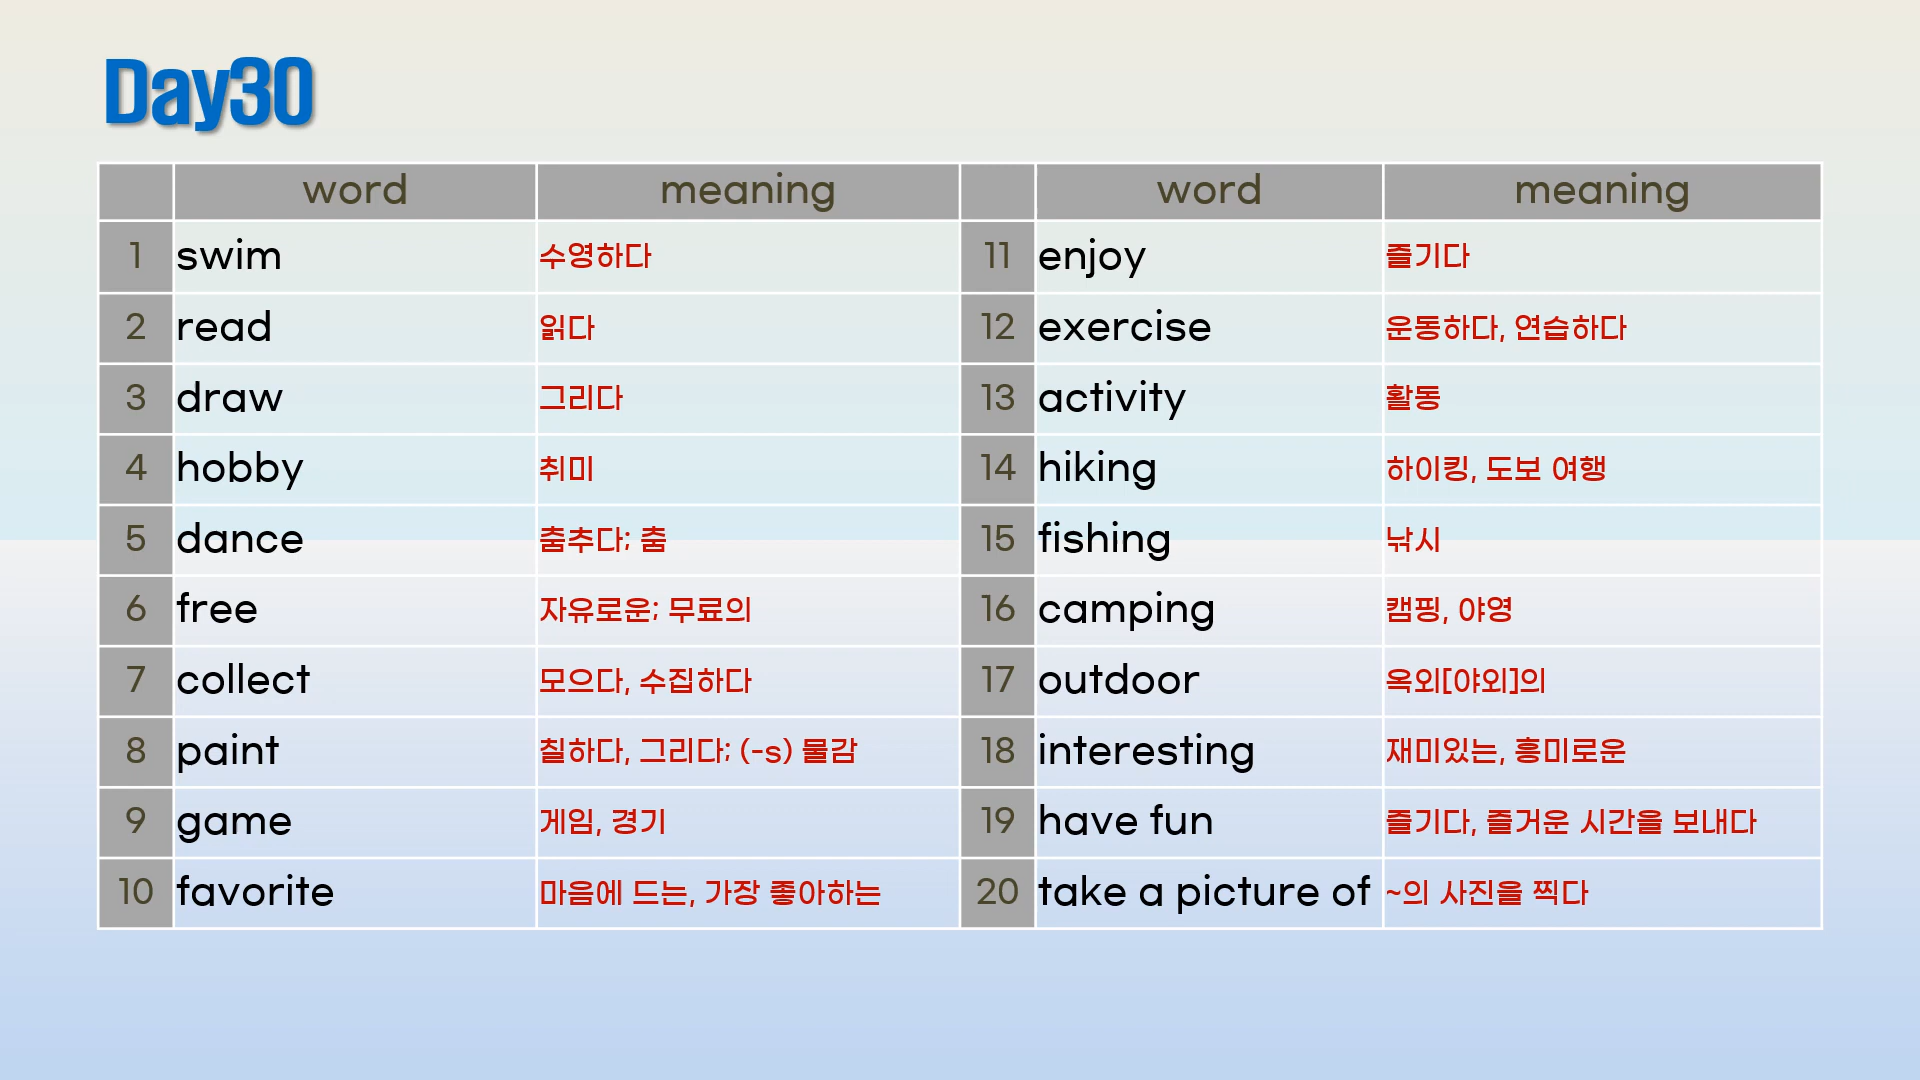 Day30
word meaning word meaning
1 swim 수영하다 11 enjoy 즐기다
2 read 읽다 12 exercise 운동하다, 연습하다
3 draw 그리다 13 activity 활동
4 hobby 취미 14 hiking 하이킹, 도보 여행
5 dance 춤추다; 춤 15 fishing 낚시
6 free 자유로운; 무료의 16 camping 캠핑, 야영
7 collect 모으다, 수집하다 17 outdoor 옥외[야외]의
8 paint 칠하다, 그리다; (-s) 물감 18 interesting 재미있는, 흥미로운
9 game 게임, 경기 19 have fun 즐기다, 즐거운 시간을 보내다
10 favorite 마음에 드는, 가장 좋아하는 20 take a picture of ~의 사진을 찍다